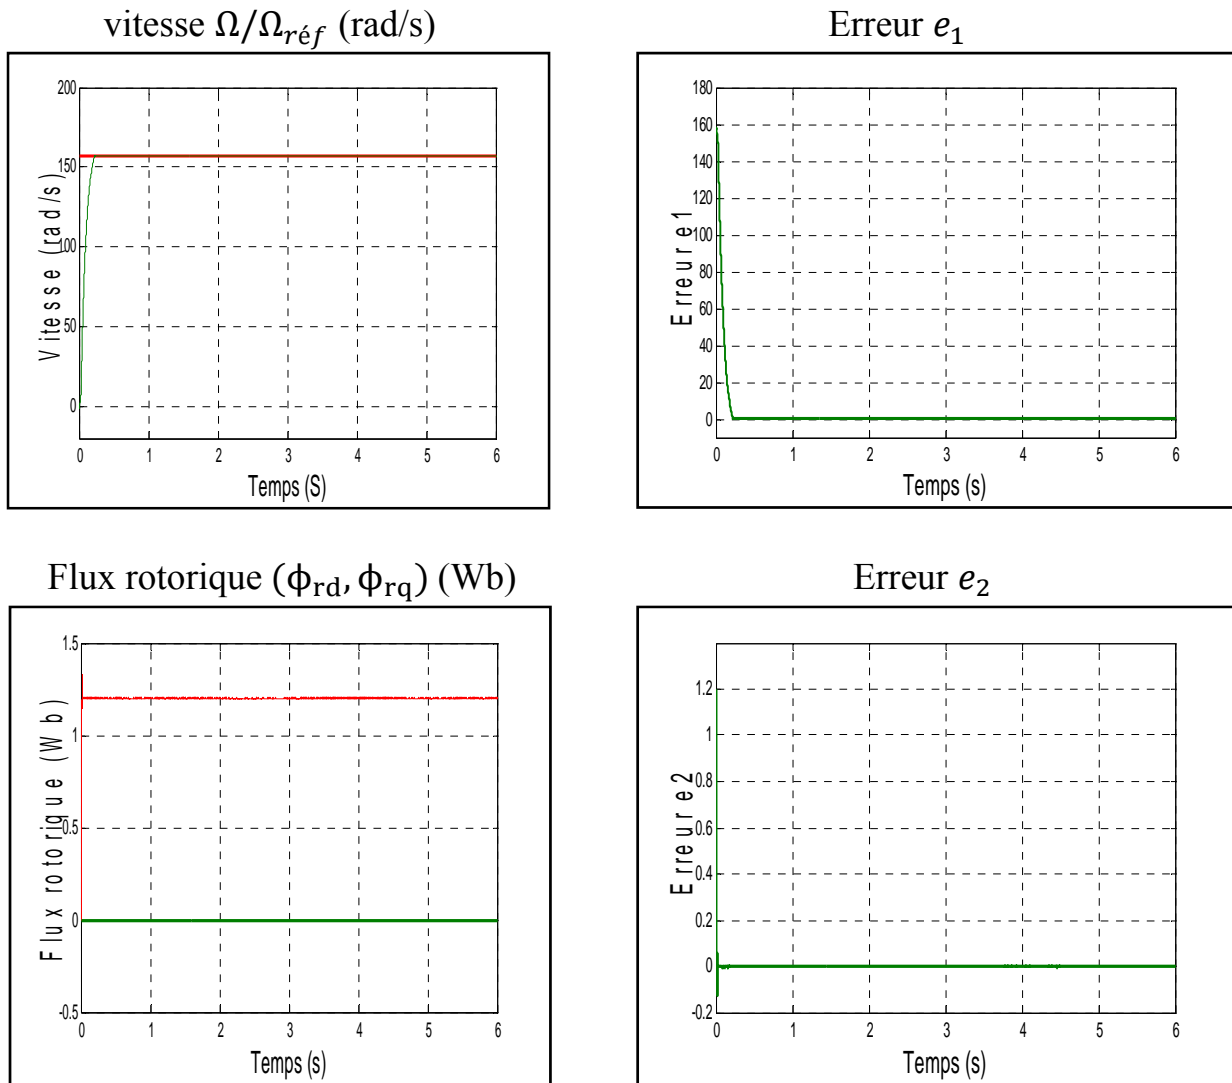 vitesse Ω/Ω_réf (rad/s)
Vitesse (rad/s)
200
150
100
50
0
0 1 2 3 4 5 6
Temps (S)
Erreur e_1
Erreur e1
180
160
140
120
100
80
60
40
20
0
0 1 2 3 4 5 6
Temps (s)
Flux rotorique (ϕ_rd, ϕ_rq) (Wb)
Flux rotorique (Wb)
1.5
1
0.5
0
-0.5
0 1 2 3 4 5 6
Temps (s)
Erreur e_2
Erreur e2
1.2
1
0.8
0.6
0.4
0.2
0
-0.2
0 1 2 3 4 5 6
Temps (s)